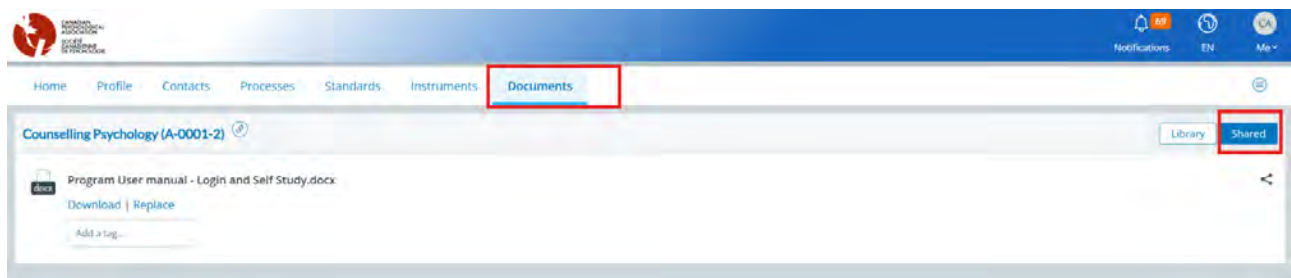 CANADIAN
PSYCHOLOGICAL
ASSOCIATION
SOCIÉTÉ
CANADIENNE
DE PSYCHOLOGIE
69
CA
Notifications EN Me
Home Profile Contacts Processes Standards Instruments Documents
Counselling Psychology (A-0001-2)
Library Shared
docx
Program User manual - Login and Self Study.docx
Download | Replace
Add a tag...